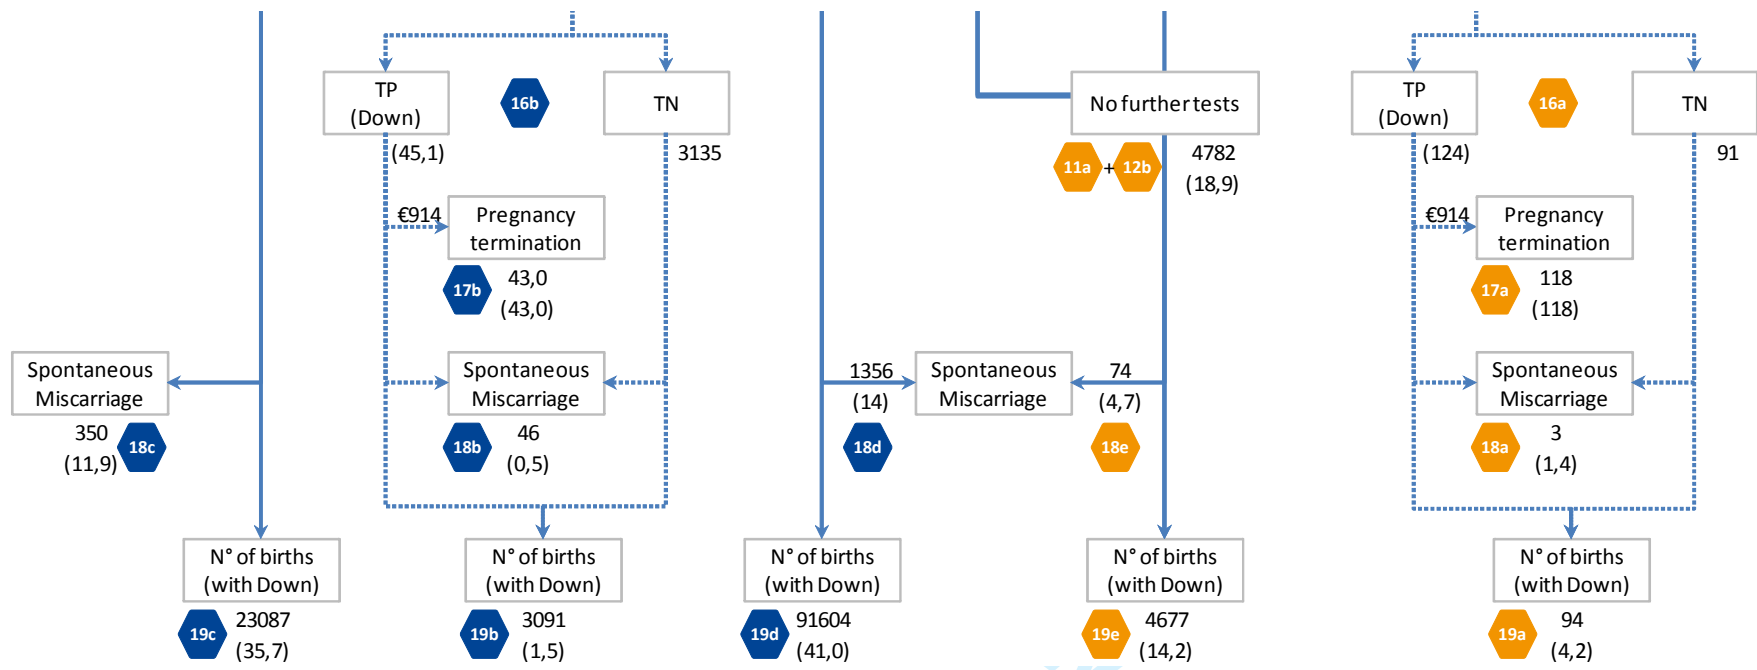 TP
(Down)
16b
TN
(45,1)
3135
€914
Pregnancy
termination
17b
43,0
(43,0)
Spontaneous
Miscarriage
350
(11,9)
18c
Spontaneous
Miscarriage
18b
46
(0,5)
N° of births
(with Down)
19c
23087
(35,7)
N° of births
(with Down)
19b
3091
(1,5)
No further tests
11a
+
12b
4782
(18,9)
1356
(14)
18d
Spontaneous
Miscarriage
74
(4,7)
18e
N° of births
(with Down)
19d
91604
(41,0)
N° of births
(with Down)
19e
4677
(14,2)
TP
(Down)
16a
TN
(124)
91
€914
Pregnancy
termination
17a
118
(118)
Spontaneous
Miscarriage
18a
3
(1,4)
N° of births
(with Down)
19a
94
(4,2)